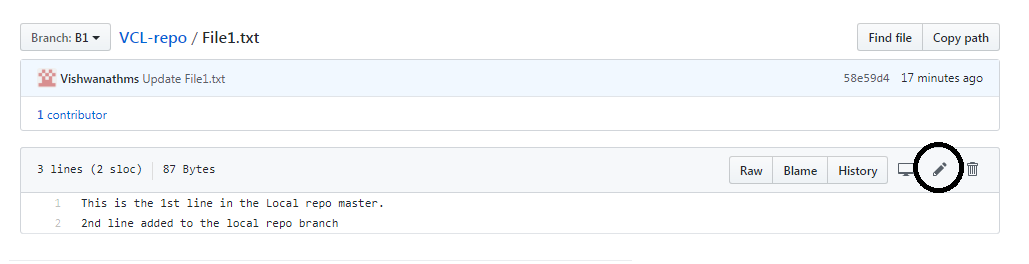 Branch: B1 VCL-repo / File1.txt Find file Copy path
Vishwanathms Update File1.txt 58e59d4 17 minutes ago
1 contributor
3 lines (2 sloc) 87 Bytes Raw Blame History
1 This is the 1st line in the Local repo master.
2 2nd line added to the local repo branch